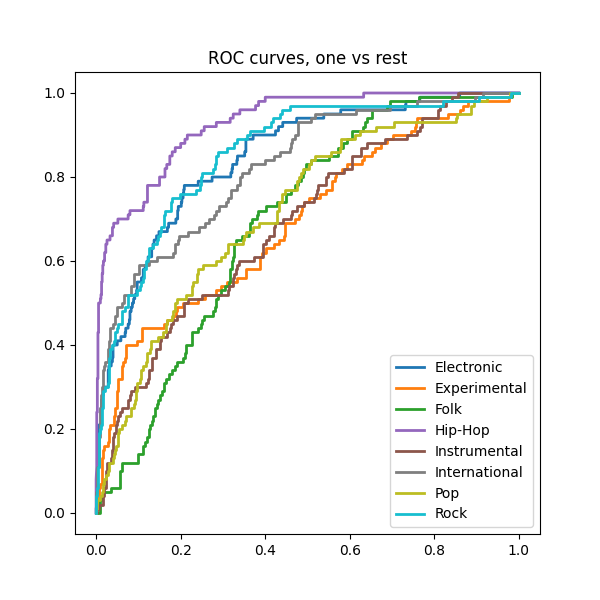 ROC curves, one vs rest
1.0
0.8
0.6
0.4
0.2
0.0
0.0 0.2 0.4 0.6 0.8 1.0
Electronic
Experimental
Folk
Hip-Hop
Instrumental
International
Pop
Rock